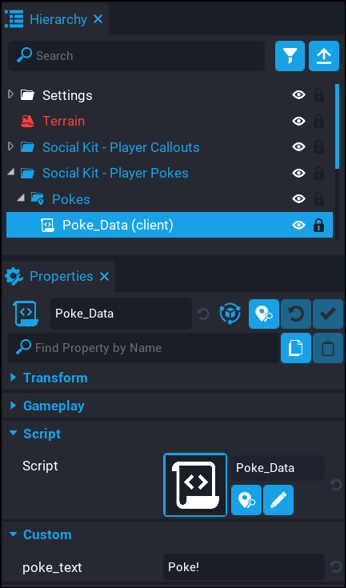 Hierarchy
Search
Settings
Terrain
Social Kit - Player Callouts
Social Kit - Player Pokes
Pokes
Poke_Data (client)
Properties
Poke_Data
Find Property by Name
Transform
Gameplay
Script
Script
Poke_Data
Custom
poke_text
Poke!